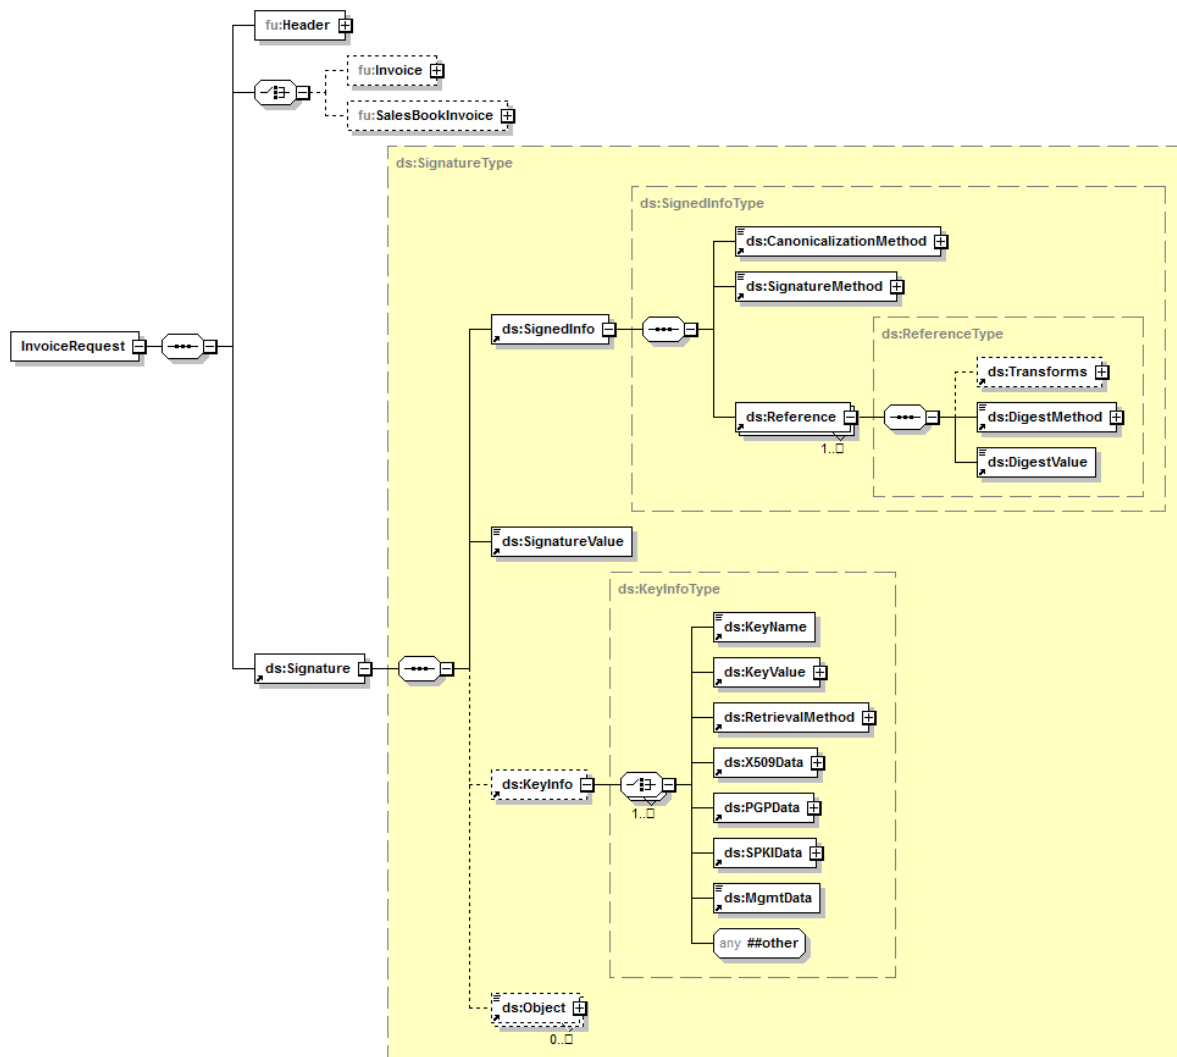 fu:Header
fu:Invoice
fu:SalesBookInvoice
ds:SignatureType
ds:SignedInfoType
ds:CanonicalizationMethod
ds:SignatureMethod
ds:SignedInfo
ds:ReferenceType
InvoiceRequest
ds:Transforms
ds:Reference
ds:DigestMethod
1..□
ds:DigestValue
ds:SignatureValue
ds:KeyInfoType
ds:KeyName
ds:Signature
ds:KeyValue
ds:RetrievalMethod
ds:X509Data
ds:KeyInfo
1..□
ds:PGPData
ds:SPKIData
ds:MgmtData
any ##other
ds:Object
0..□